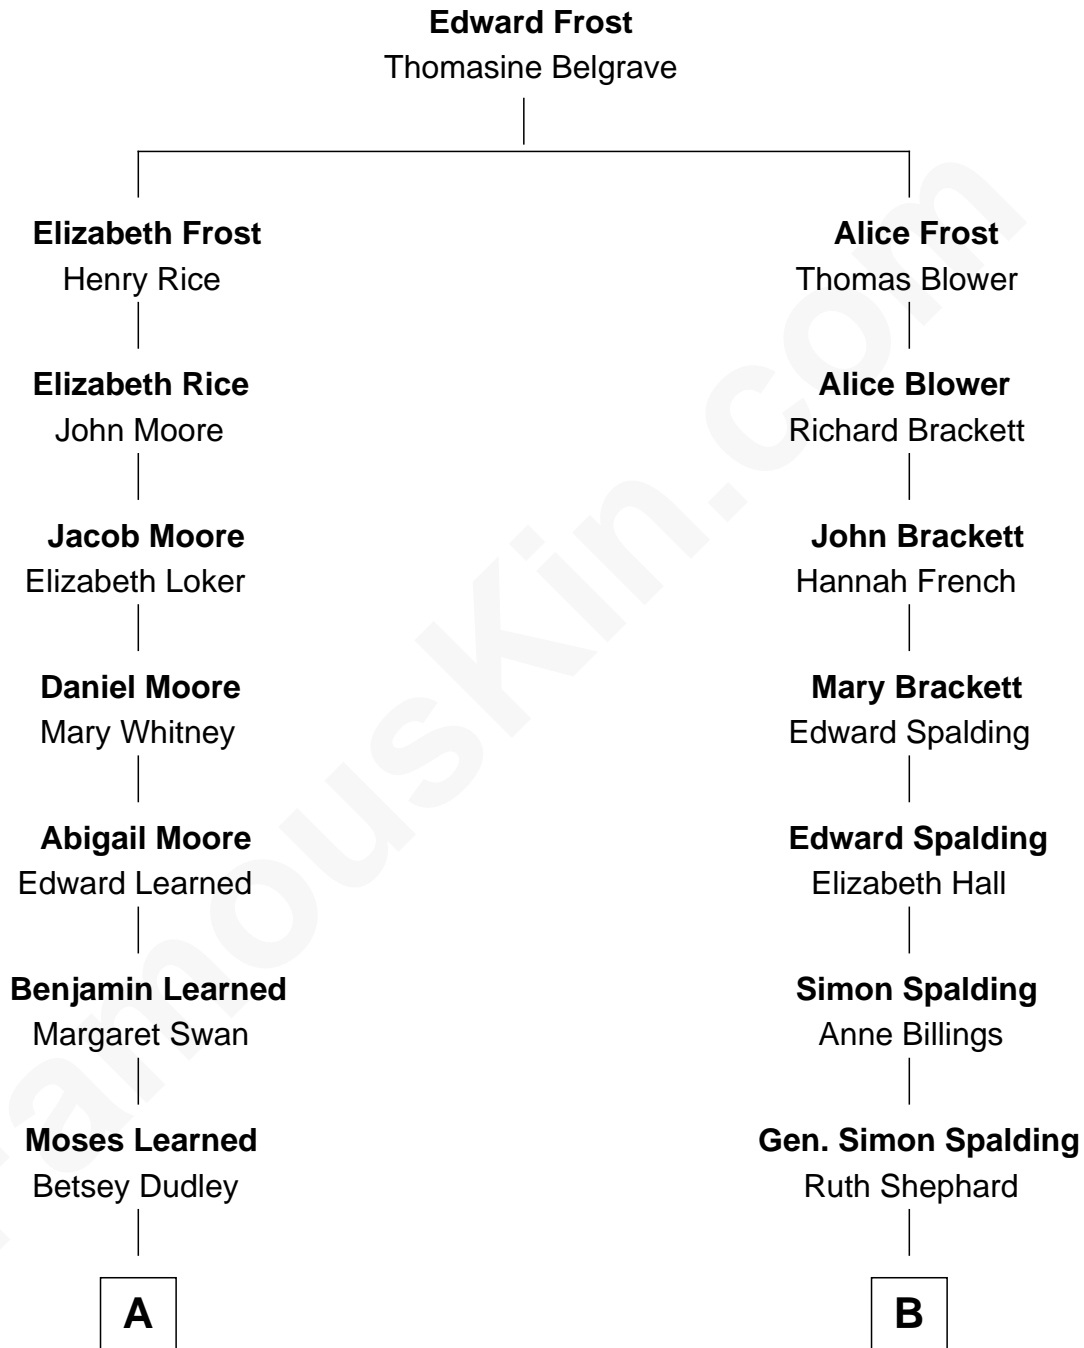 Edward Frost
Thomasine Belgrave
Elizabeth Frost
Henry Rice
Alice Frost
Thomas Blower
Elizabeth Rice
John Moore
Alice Blower
Richard Brackett
Jacob Moore
Elizabeth Loker
John Brackett
Hannah French
Daniel Moore
Mary Whitney
Mary Brackett
Edward Spalding
Abigail Moore
Edward Learned
Edward Spalding
Elizabeth Hall
Benjamin Learned
Margaret Swan
Simon Spalding
Anne Billings
Moses Learned
Betsey Dudley
Gen. Simon Spalding
Ruth Shephard
A
B
FamousKin.com